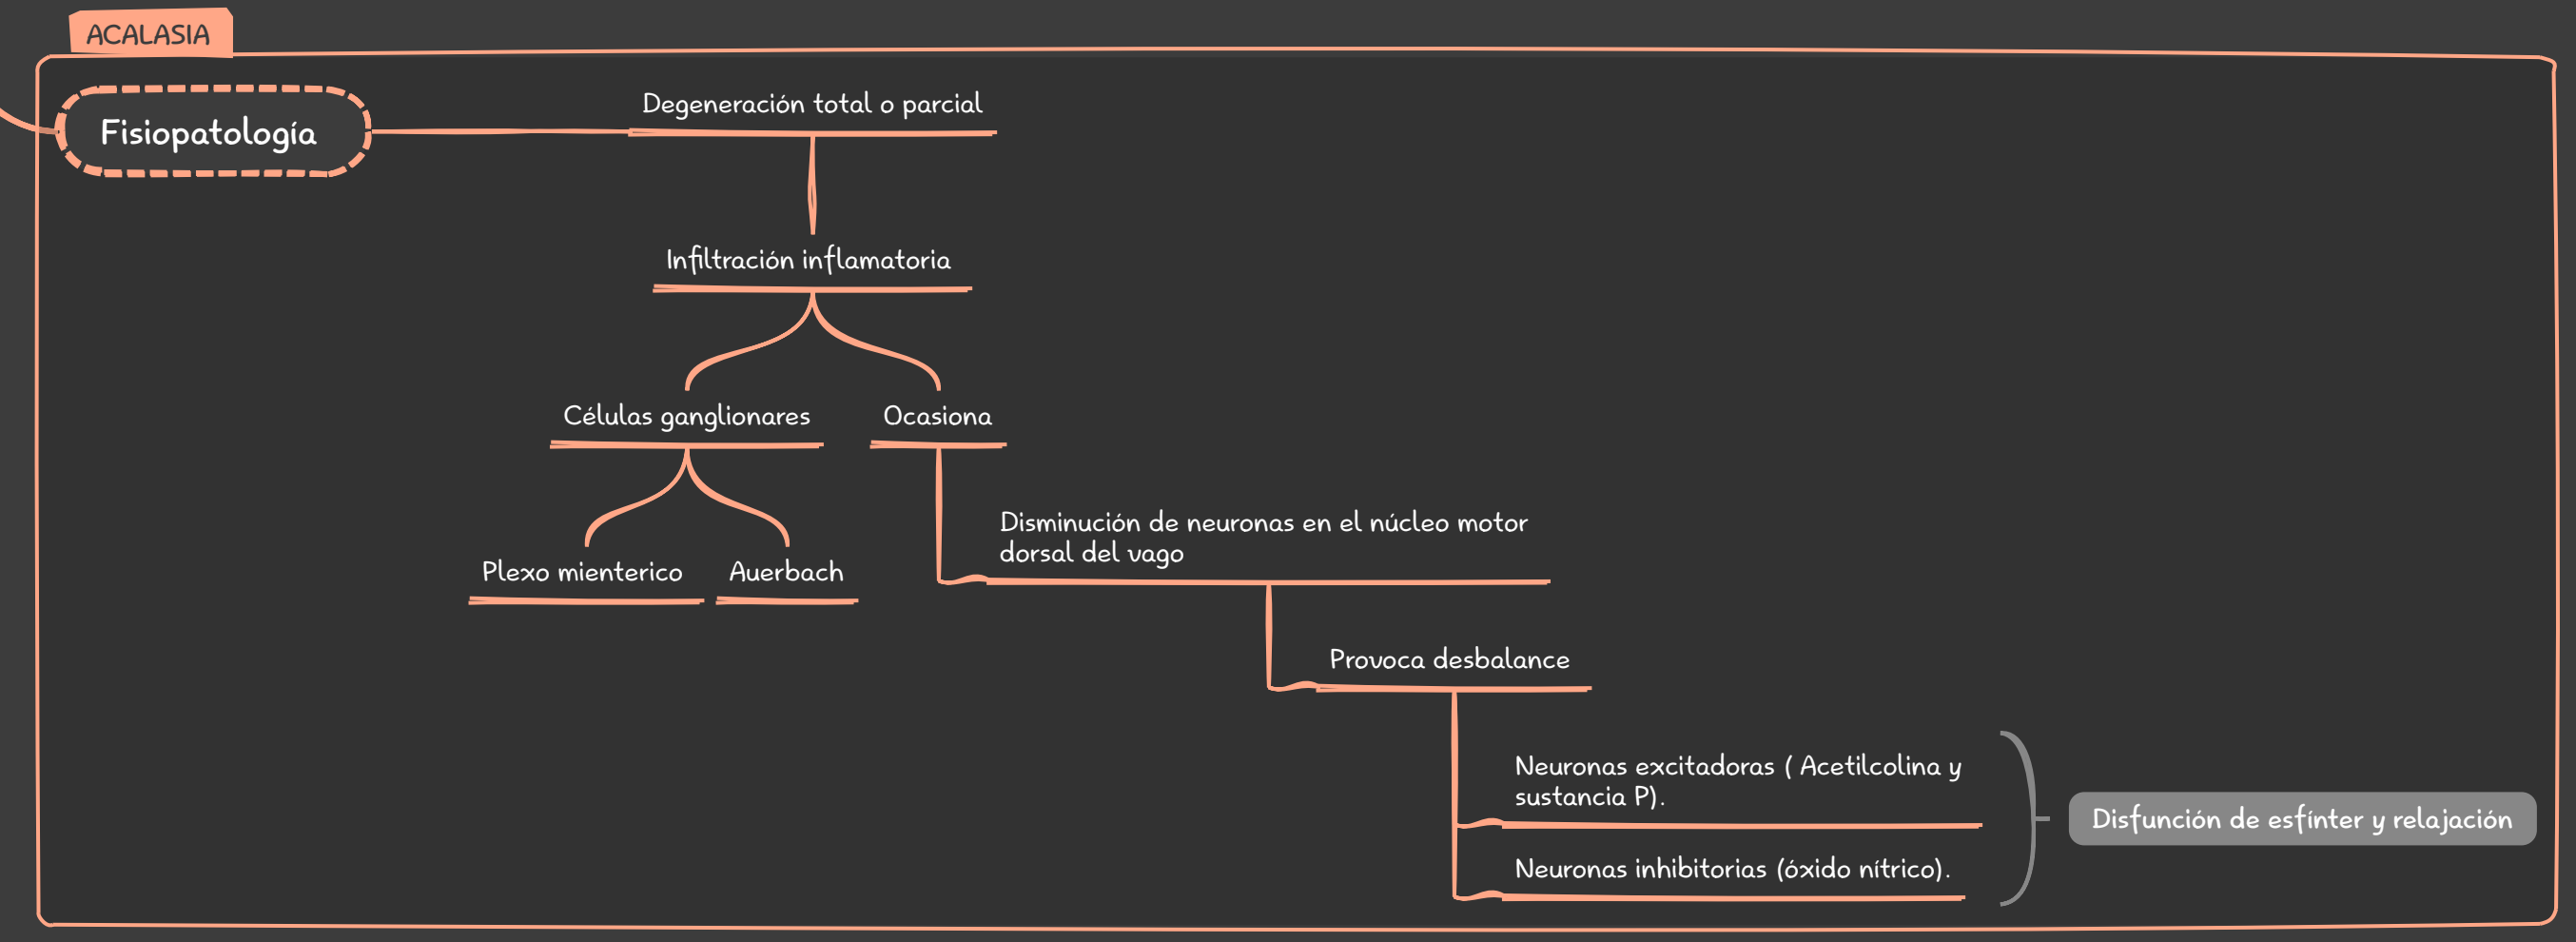 ACALASIA
Fisiopatología
Degeneración total o parcial
Infiltración inflamatoria
Células ganglionares
Ocasiona
Plexo mienterico
Auerbach
Disminución de neuronas en el núcleo motor
dorsal del vago
Provoca desbalance
Neuronas excitadoras ( Acetilcolina y
sustancia P).
Neuronas inhibitorias (óxido nítrico).
Disfunción de esfínter y relajación